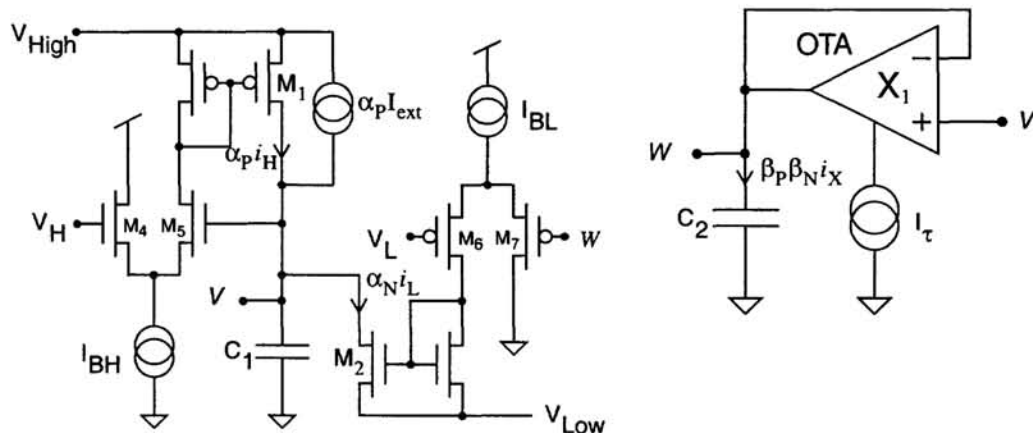 V_High
M_1
α_P I_ext
α_P i_H
V_H
M_4
M_5
I_BH
V
C_1
α_N i_L
M_2
I_BL
V_L
M_6
M_7
W
V_Low
OTA
X_1
−
+
V
W
β_P β_N i_X
C_2
I_τ